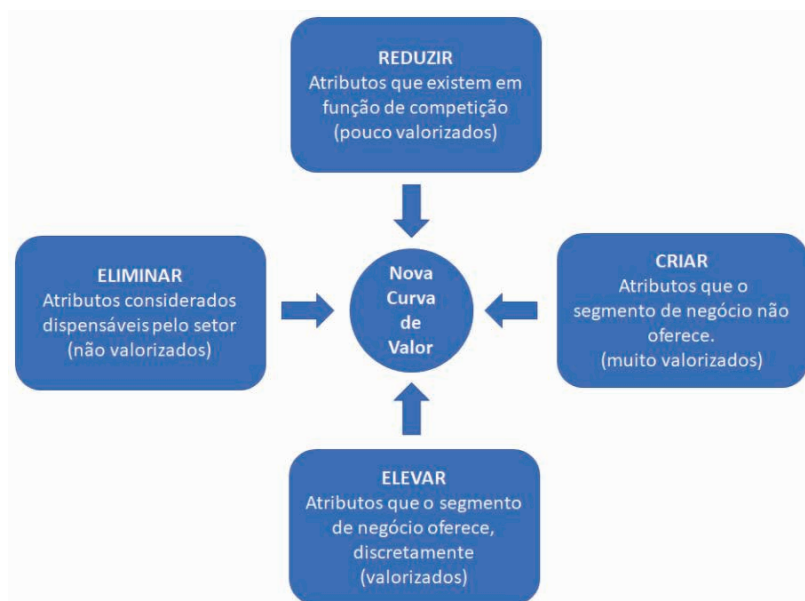 REDUZIR
Atributos que existem em
função de competição
(pouco valorizados)
ELIMINAR
Atributos considerados
dispensáveis pelo setor
(não valorizados)
Nova
Curva
de
Valor
CRIAR
Atributos que o
segmento de negócio não
oferece.
(muito valorizados)
ELEVAR
Atributos que o segmento
de negócio oferece,
discretamente
(valorizados)